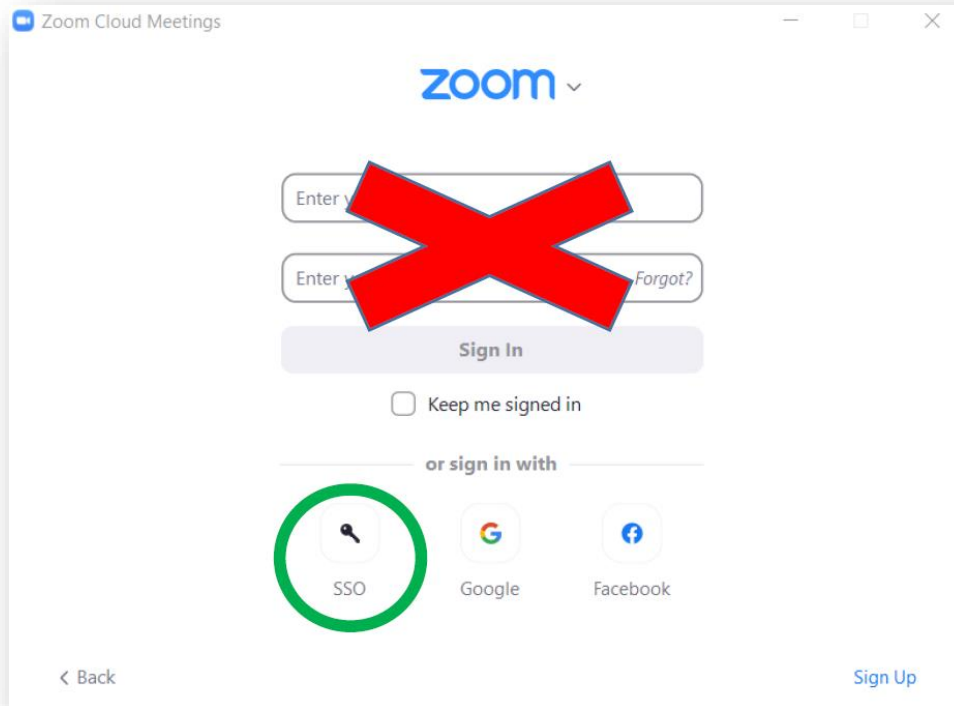 Zoom Cloud Meetings
zoom
Enter
Enter
Forgot?
Sign In
Keep me signed in
or sign in with
SSO
Google
Facebook
Back
Sign Up